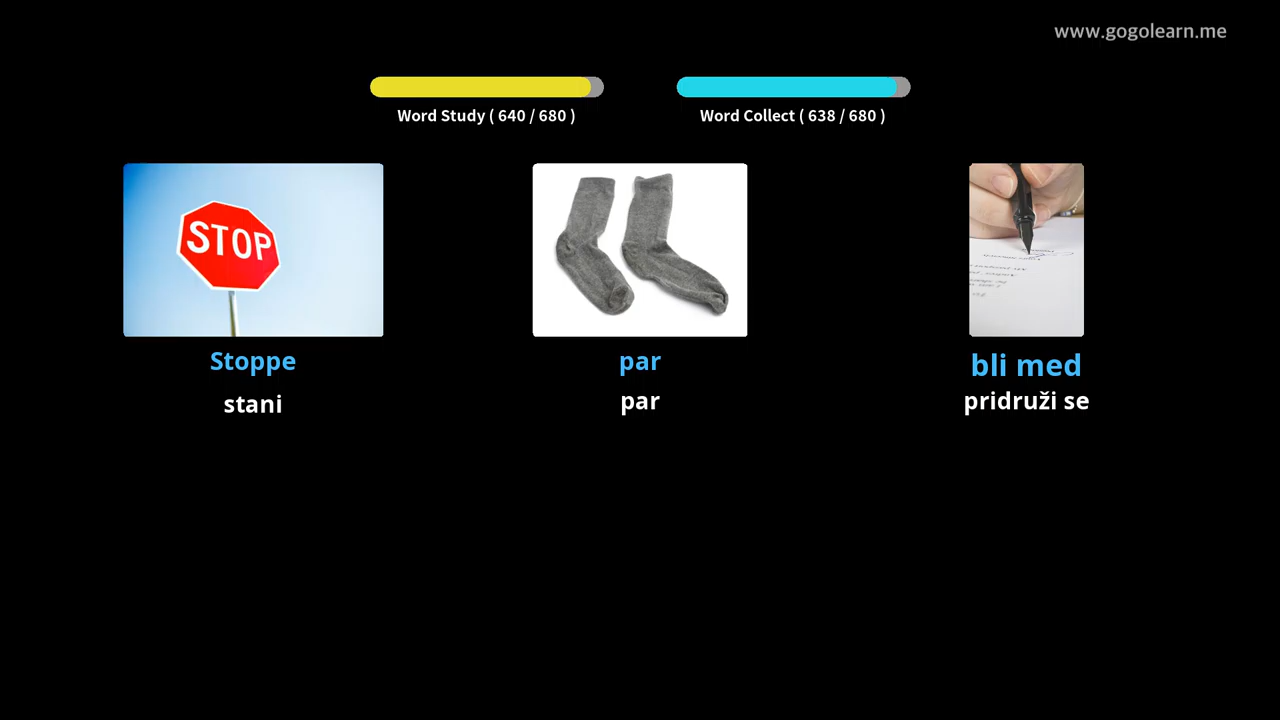 www.gogolearn.me
Word Study ( 640 / 680 )
Word Collect ( 638 / 680 )
STOP
Stoppe
par
bli med
stani
par
pridruži se